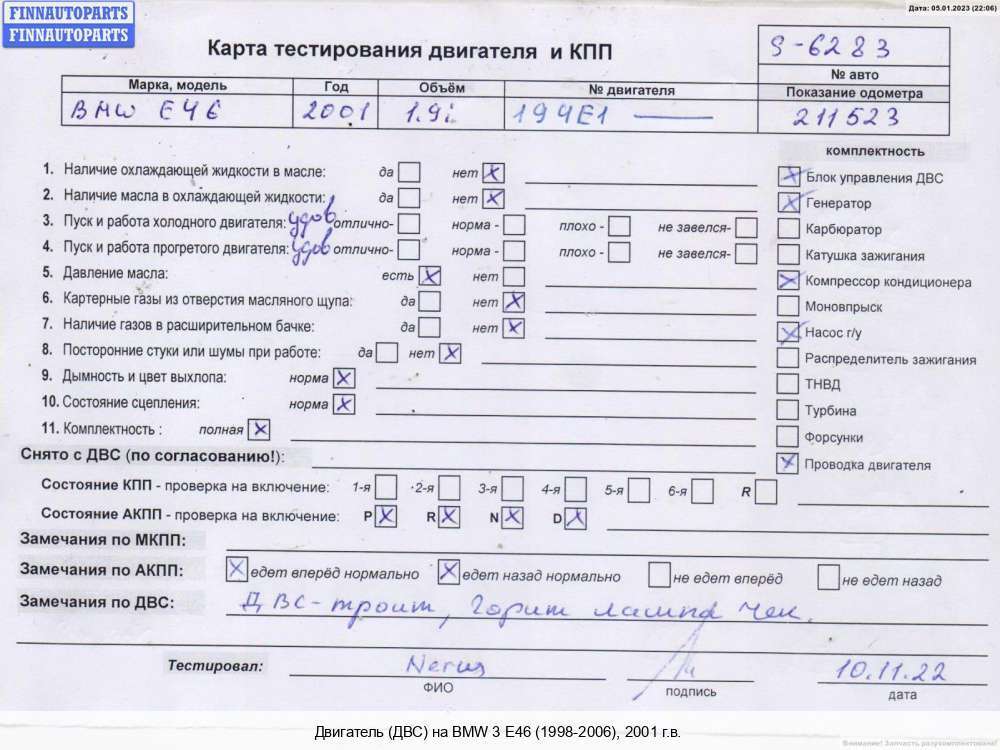 FINNAUTOPARTS
FINNAUTOPARTS
Дата: 05.01.2023 (22:06)
Карта тестирования двигателя и КПП
S-6283
№ авто
Марка, модель Год Объём № двигателя Показание одометра
BMW E46 2001 1.9i 194E1 211523
комплектность
1. Наличие охлаждающей жидкости в масле: да нет
Блок управления ДВС
2. Наличие масла в охлаждающей жидкости: да нет
Генератор
3. Пуск и работа холодного двигателя: удов отлично- норма - плохо - не завелся-
Карбюратор
4. Пуск и работа прогретого двигателя: удов отлично- норма - плохо - не завелся-
Катушка зажигания
5. Давление масла: есть нет
Компрессор кондиционера
6. Картерные газы из отверстия масляного щупа: да нет
Моновпрыск
7. Наличие газов в расширительном бачке: да нет
Насос г/у
8. Посторонние стуки или шумы при работе: да нет
Распределитель зажигания
9. Дымность и цвет выхлопа: норма
ТНВД
10. Состояние сцепления: норма
Турбина
11. Комплектность : полная
Форсунки
Снято с ДВС (по согласованию!):
Проводка двигателя
Состояние КПП - проверка на включение: 1-я 2-я 3-я 4-я 5-я 6-я R
Состояние АКПП - проверка на включение: P R N D
Замечания по МКПП:
Замечания по АКПП: едет вперёд нормально едет назад нормально не едет вперёд не едет назад
Замечания по ДВС: ДВС-троит, Горит лампа Чек.
Тестировал: Nerus 10.11.22
ФИО подпись дата
Двигатель (ДВС) на BMW 3 E46 (1998-2006), 2001 г.в.
Внимание! Запчасть разукомплектована!